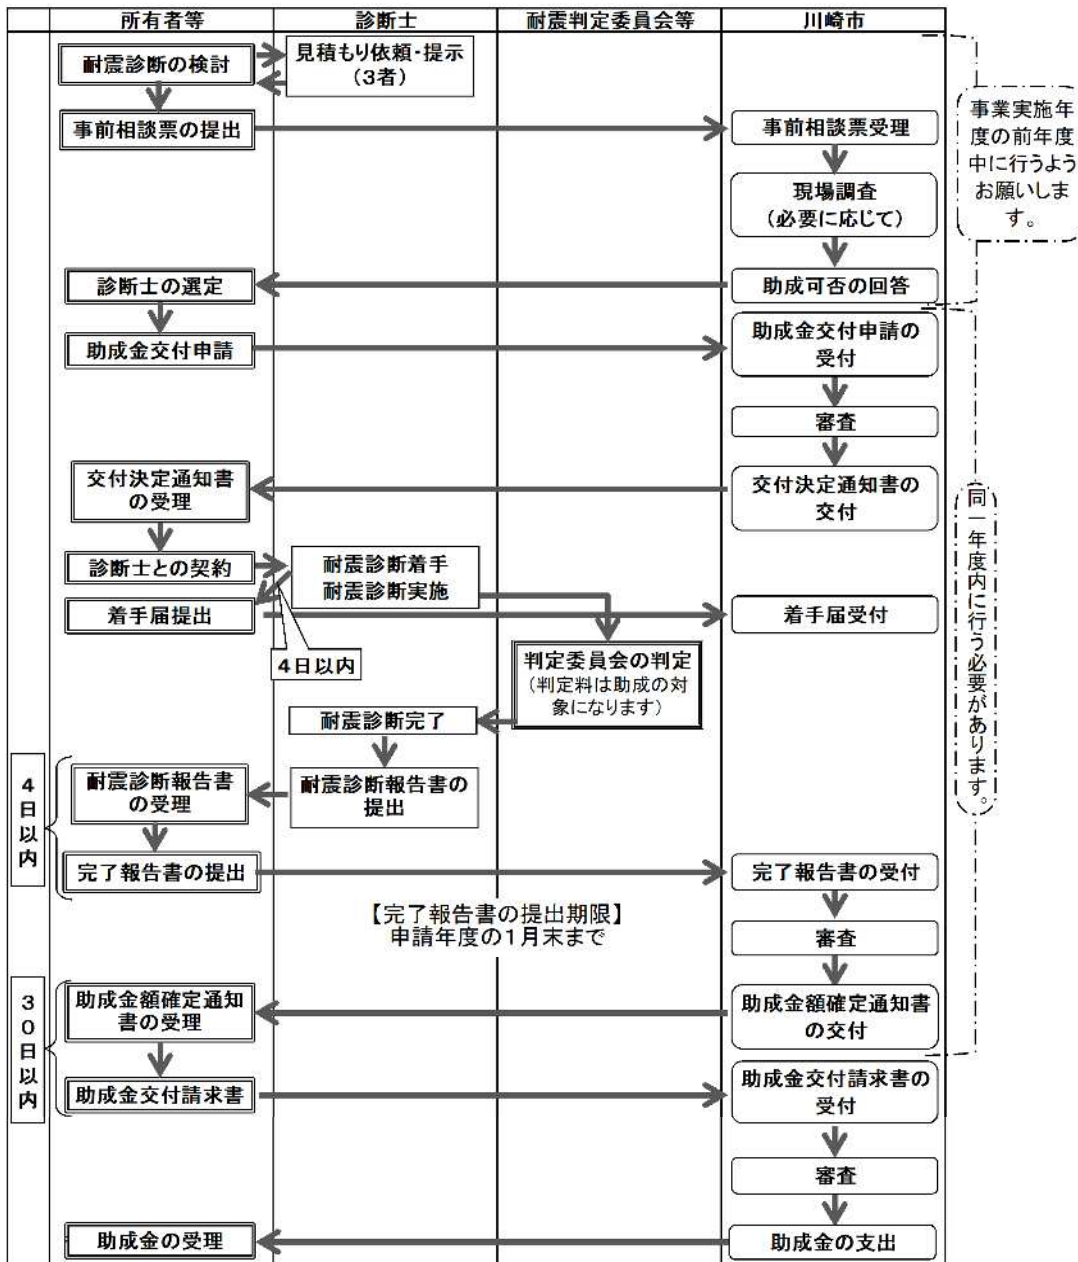 所有者等
診断士
耐震判定委員会等
川崎市
耐震診断の検討
見積もり依頼・提示
(3者)
事前相談票の提出
事前相談票受理
現場調査
(必要に応じて)
診断士の選定
助成可否の回答
事業実施年
度の前年度
中に行うよう
お願いしま
す。
助成金交付申請
助成金交付申請の
受付
審査
交付決定通知書
の受理
交付決定通知書の
交付
診断士との契約
耐震診断着手
耐震診断実施
着手届提出
着手届受付
4日以内
判定委員会の判定
(判定料は助成の対
象になります)
耐震診断完了
同一年度内に行う必要があります。
4日以内
耐震診断報告書
の受理
耐震診断報告書の
提出
完了報告書の提出
完了報告書の受付
【完了報告書の提出期限】
申請年度の1月末まで
審査
30日以内
助成金額確定通知
書の受理
助成金額確定通知書
の交付
助成金交付請求書
助成金交付請求書の
受付
審査
助成金の受理
助成金の支出